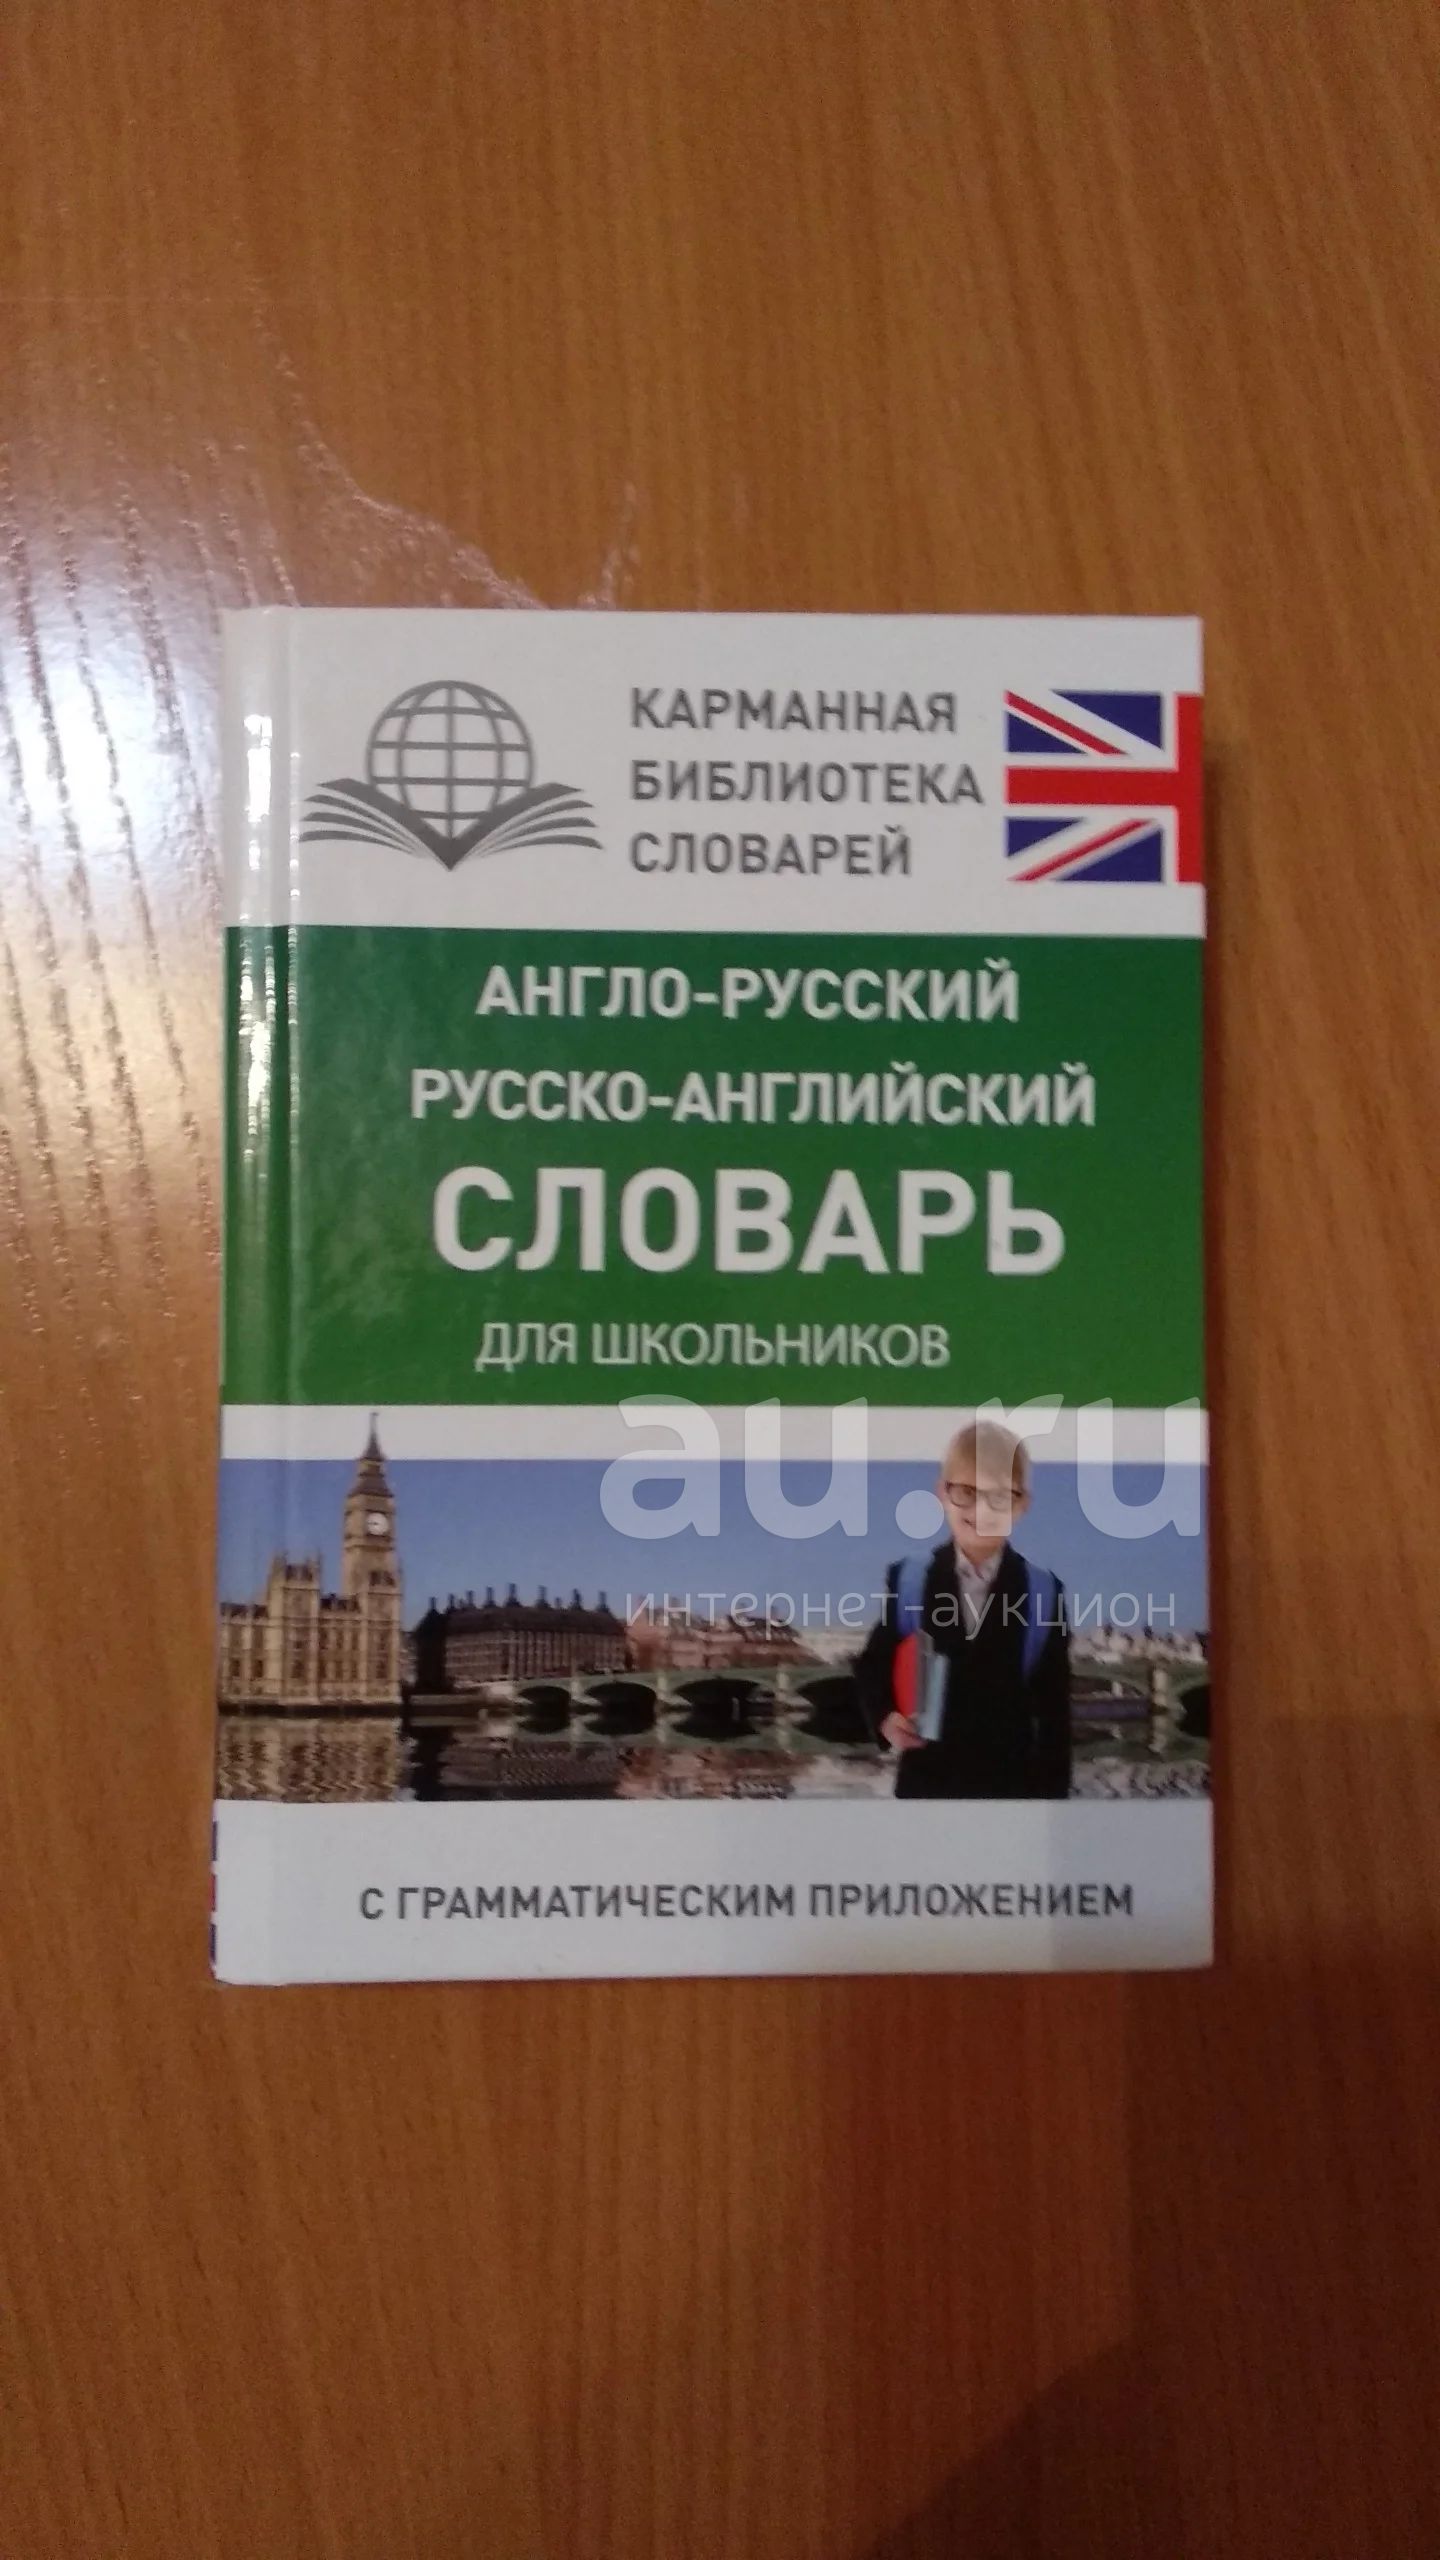 КАРМАННАЯ
БИБЛИОТЕКА
СЛОВАРЕЙ
АНГЛО-РУССКИЙ
РУССКО-АНГЛИЙСКИЙ
СЛОВАРЬ
ДЛЯ ШКОЛЬНИКОВ
au.ru
интернет-аукцион
С ГРАММАТИЧЕСКИМ ПРИЛОЖЕНИЕМ